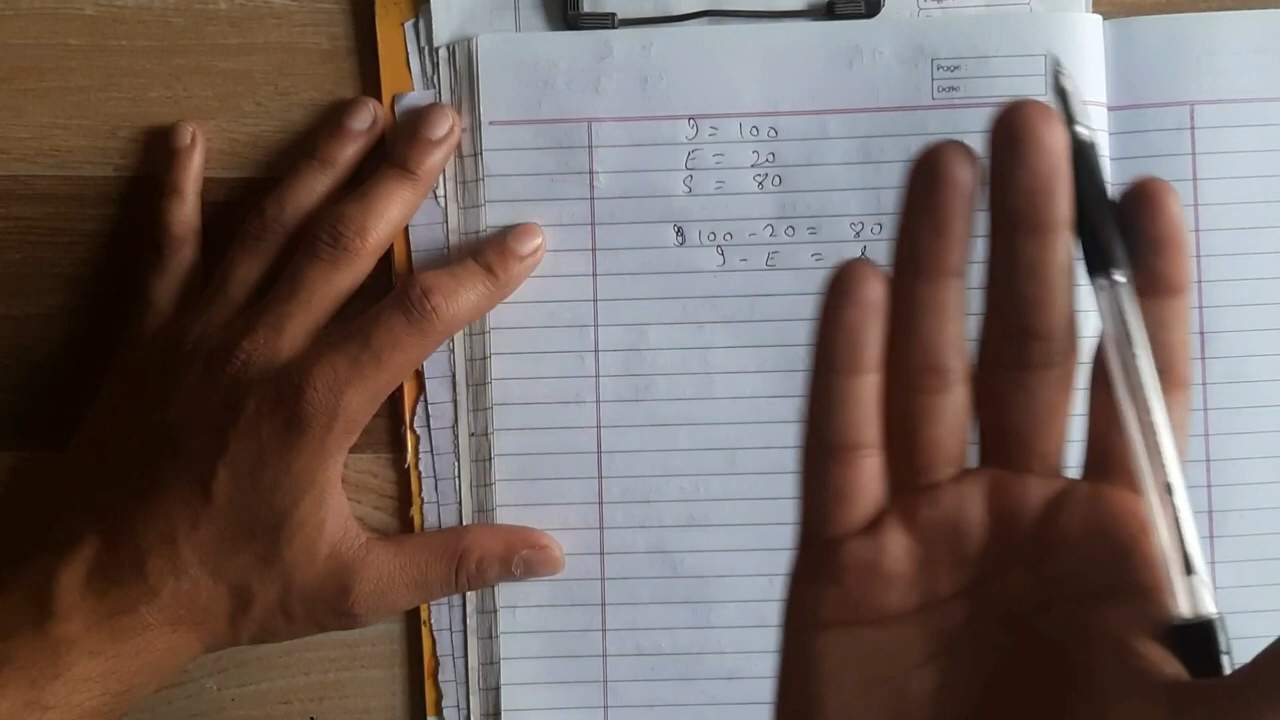 Page :
Date :
I = 100
E = 20
S = 80
100 - 20 = 80
I - E = S